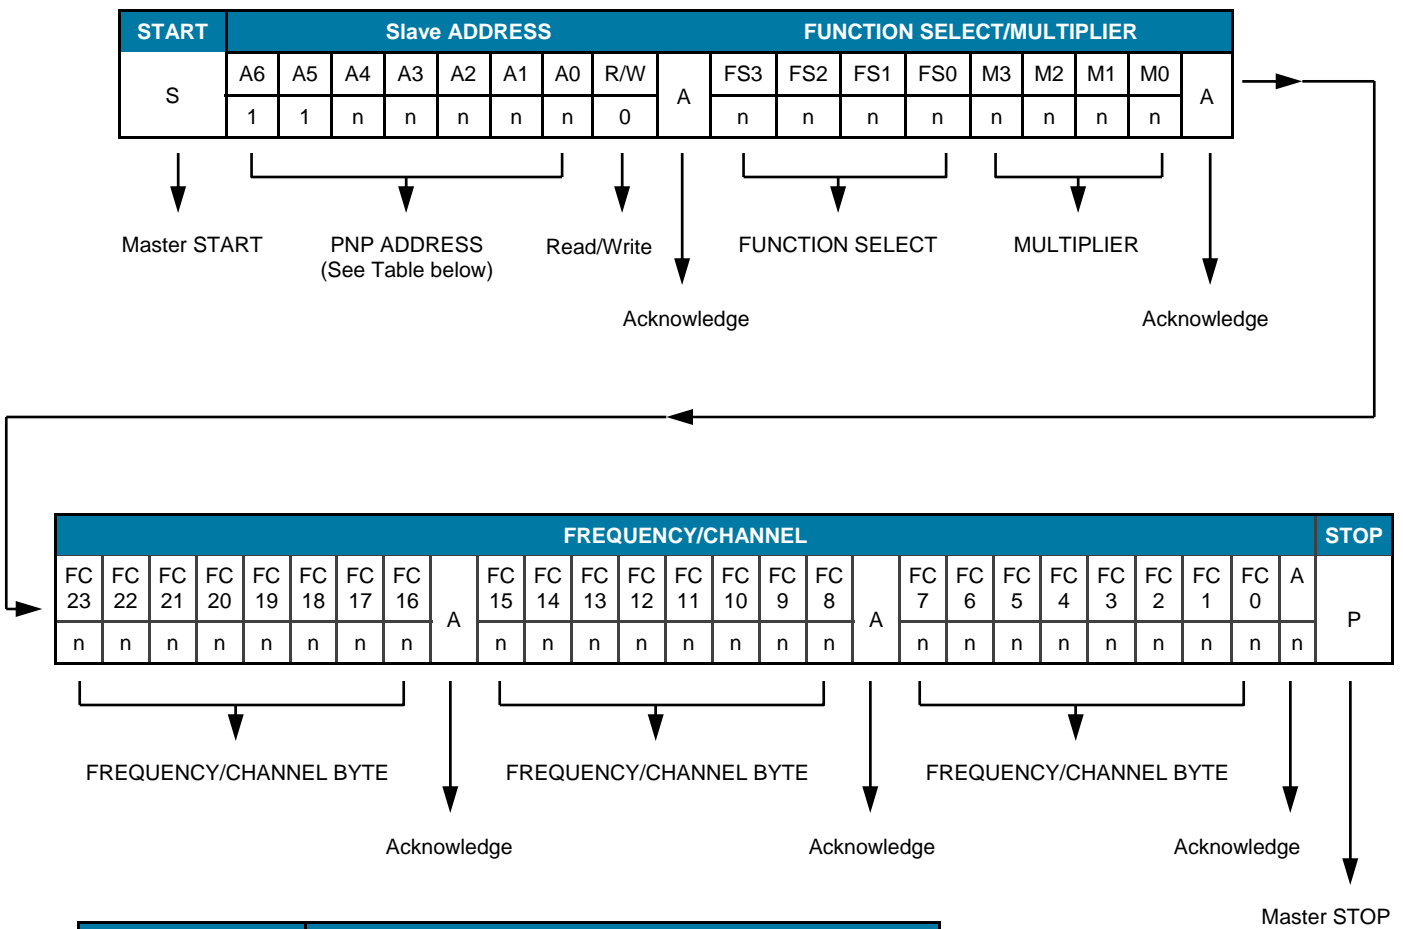 START Slave ADDRESS FUNCTION SELECT/MULTIPLIER
S A6 A5 A4 A3 A2 A1 A0 R/W A FS3 FS2 FS1 FS0 M3 M2 M1 M0 A
1 1 n n n n n 0 n n n n n n n n
Master START PNP ADDRESS Read/Write FUNCTION SELECT MULTIPLIER
(See Table below)
Acknowledge Acknowledge
FREQUENCY/CHANNEL STOP
FC FC FC FC FC FC FC FC A FC FC FC FC FC FC FC FC A FC FC FC FC FC FC FC FC A P
23 22 21 20 19 18 17 16 15 14 13 12 11 10 9 8 7 6 5 4 3 2 1 0
n n n n n n n n n n n n n n n n n n n n n n n n n
FREQUENCY/CHANNEL BYTE FREQUENCY/CHANNEL BYTE FREQUENCY/CHANNEL BYTE
Acknowledge Acknowledge Acknowledge
Master STOP